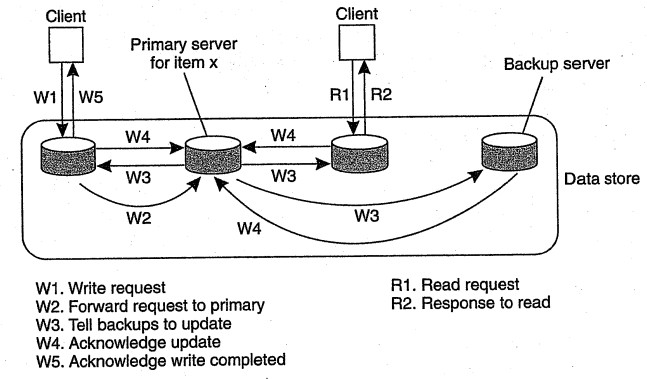 Client
Client
Primary server
for item x
Backup server
W1
W5
R1
R2
W4
W4
W3
W3
Data store
W2
W3
W4
W1. Write request
W2. Forward request to primary
W3. Tell backups to update
W4. Acknowledge update
W5. Acknowledge write completed
R1. Read request
R2. Response to read